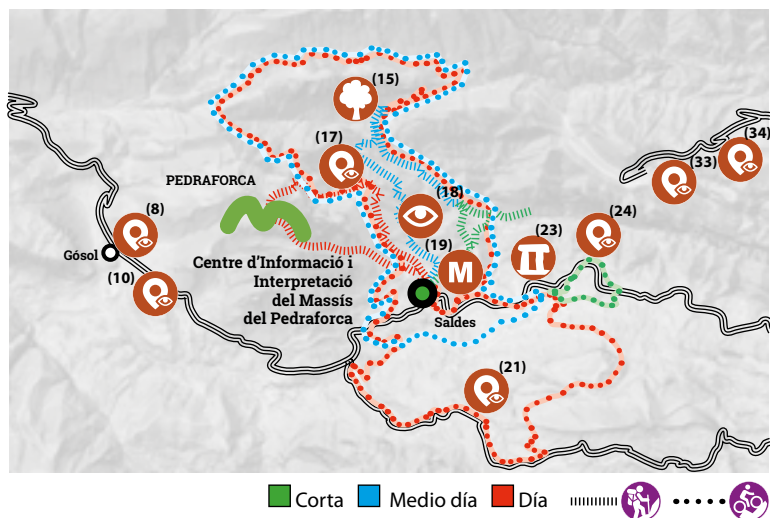 (15)
(34)
(17)
(33)
PEDRAFORCA
(18)
(8)
(24)
(23)
(19)
Gósol
Centre d'Informació i
Interpretació
del Massís
del Pedraforca
(10)
M
Saldes
(21)
Corta
Medio día
Día